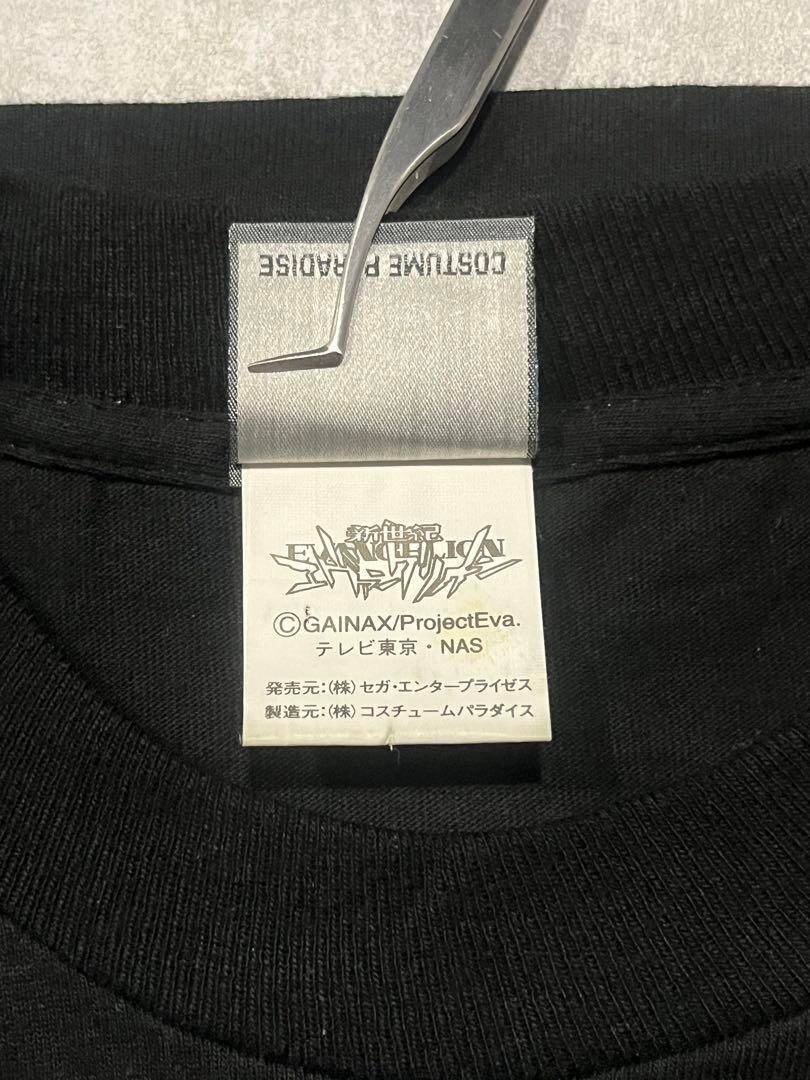 COSTUME PARADISE
新世紀
EVANGELION
エヴァンゲリオン
©GAINAX/ProjectEva.
テレビ東京・NAS
発売元:(株)セガ・エンタープライゼス
製造元:(株)コスチュームパラダイス